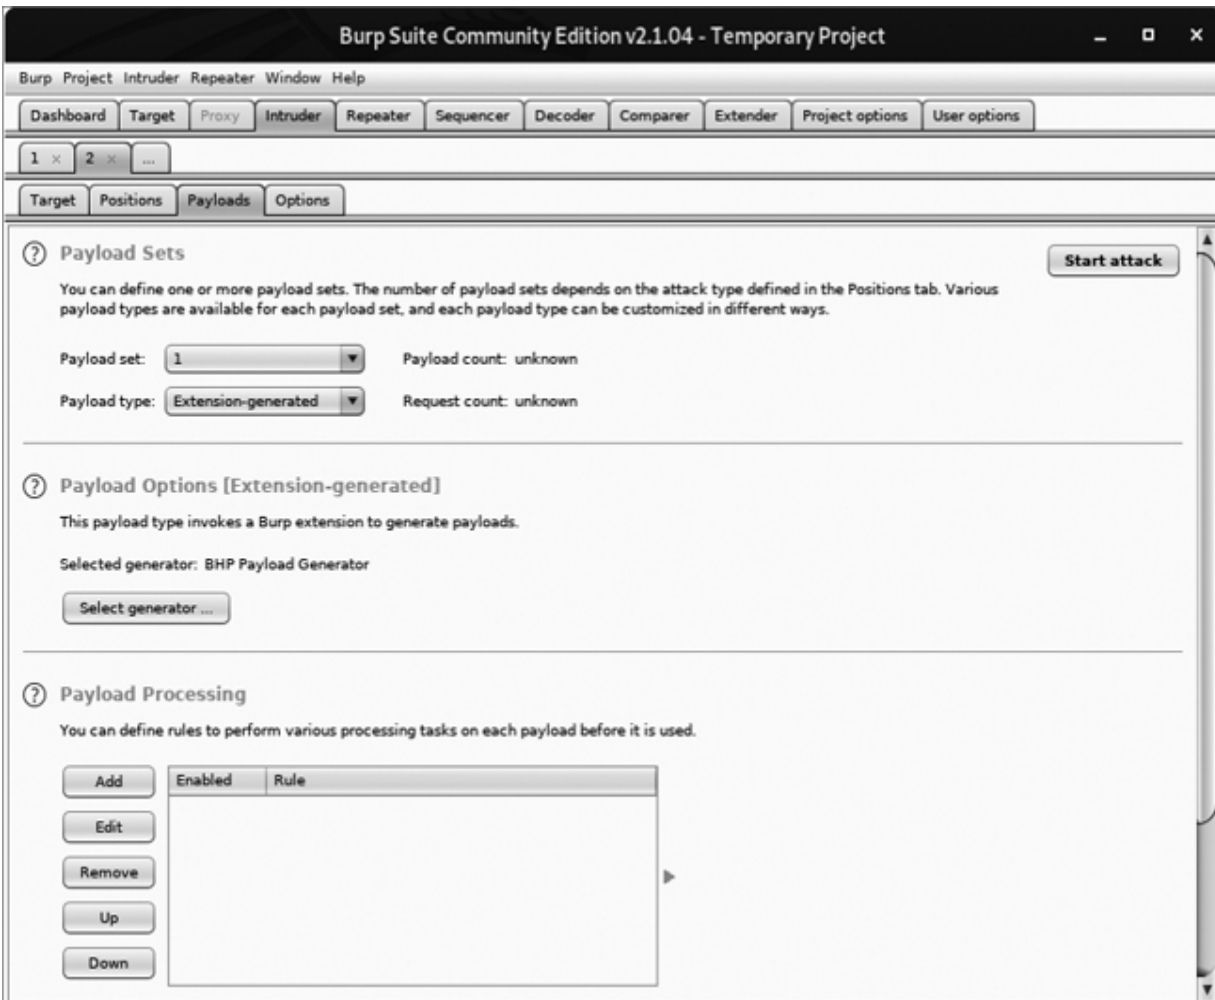 Burp Suite Community Edition v2.1.04 - Temporary Project
Burp Project Intruder Repeater Window Help
Dashboard Target Proxy Intruder Repeater Sequencer Decoder Comparer Extender Project options User options
1 × 2 × ...
Target Positions Payloads Options
? Payload Sets
Start attack
You can define one or more payload sets. The number of payload sets depends on the attack type defined in the Positions tab. Various
payload types are available for each payload set, and each payload type can be customized in different ways.
Payload set: 1 Payload count: unknown
Payload type: Extension-generated Request count: unknown
? Payload Options [Extension-generated]
This payload type invokes a Burp extension to generate payloads.
Selected generator: BHP Payload Generator
Select generator ...
? Payload Processing
You can define rules to perform various processing tasks on each payload before it is used.
Add Enabled Rule
Edit
Remove
Up
Down